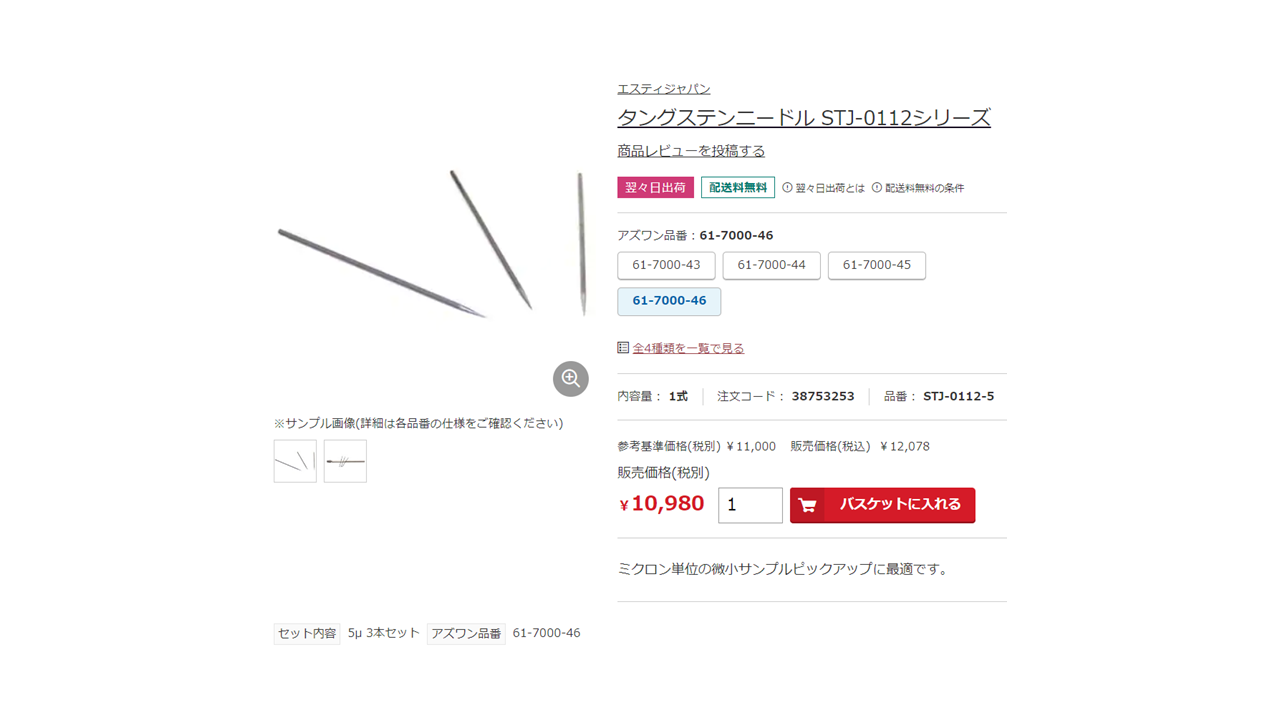 エスティジャパン
タングステンニードル STJ-0112シリーズ
商品レビューを投稿する
翌々日出荷 配送料無料 翌々日出荷とは 配送料無料の条件
アズワン品番：61-7000-46
61-7000-43 61-7000-44 61-7000-45
61-7000-46
全4種類を一覧で見る
内容量： 1式 注文コード： 38753253 品番： STJ-0112-5
※サンプル画像(詳細は各品番の仕様をご確認ください)
参考基準価格(税別) ￥11,000 販売価格(税込) ￥12,078
販売価格(税別)
￥10,980 1 バスケットに入れる
ミクロン単位の微小サンプルピックアップに最適です。
セット内容 5μ 3本セット アズワン品番 61-7000-46